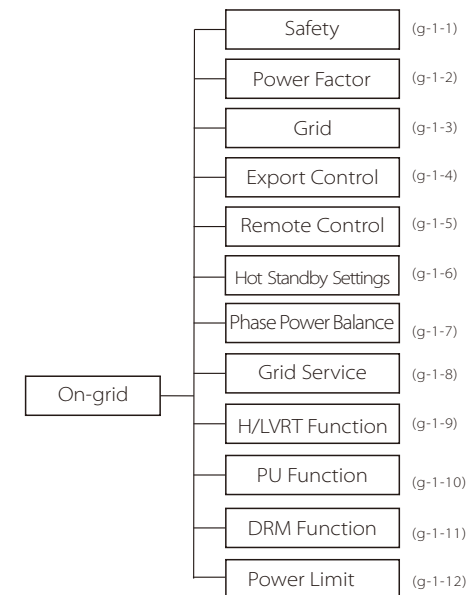 Safety (g-1-1)
Power Factor (g-1-2)
Grid (g-1-3)
Export Control (g-1-4)
Remote Control (g-1-5)
Hot Standby Settings (g-1-6)
Phase Power Balance (g-1-7)
Grid Service (g-1-8)
On-grid
H/LVRT Function (g-1-9)
PU Function (g-1-10)
DRM Function (g-1-11)
Power Limit (g-1-12)